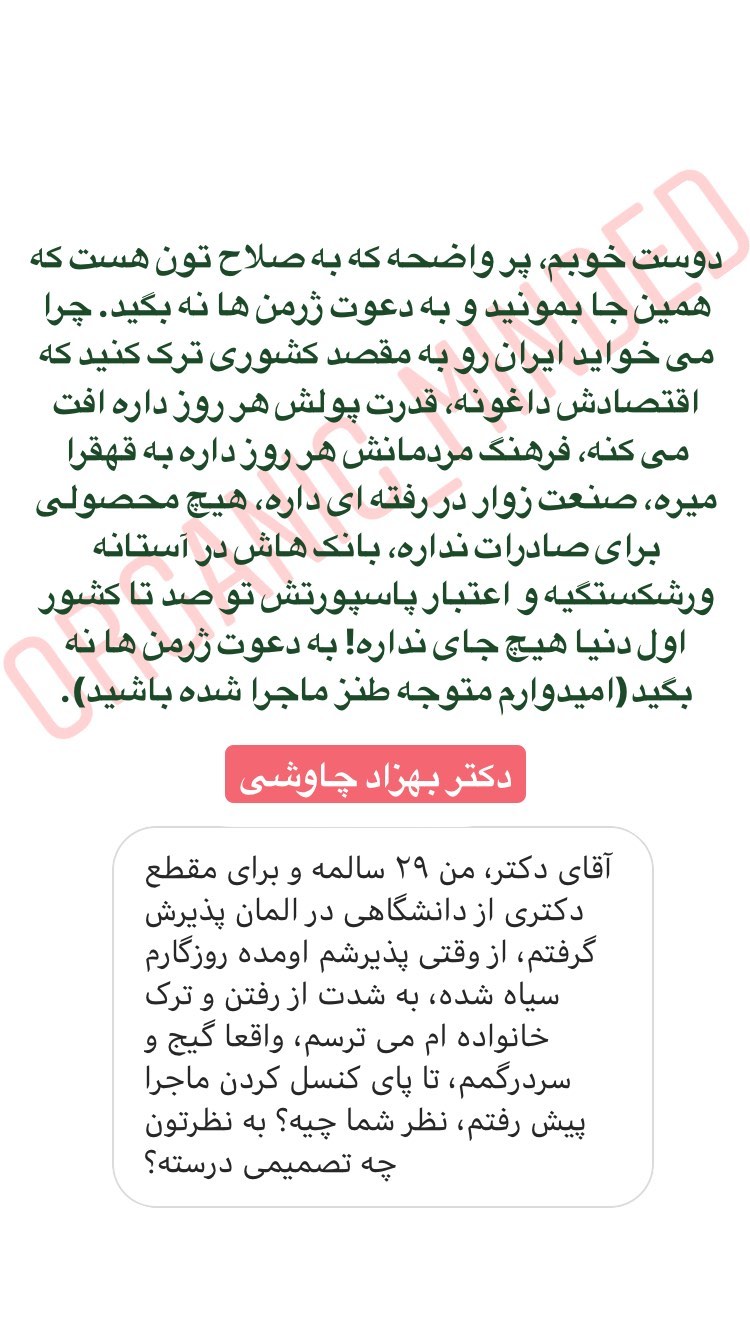 دوست خوبم، پر واضحه که به صلاح تون هست که
همین جا بمونید و به دعوت ژرمن ها نه بگید. چرا
می خواید ایران رو به مقصد کشوری ترک کنید که
اقتصادش داغونه، قدرت پولش هر روز داره افت
می کنه، فرهنگ مردمانش هر روز داره به قهقرا
میره، صنعت زوار در رفته ای داره، هیچ محصولی
برای صادرات نداره، بانک هاش در آستانه
ورشکستگیه و اعتبار پاسپورتش تو صد تا کشور
اول دنیا هیچ جای نداره! به دعوت ژرمن ها نه
بگید(امیدوارم متوجه طنز ماجرا شده باشید).
ORGANIC_MINDED
دکتر بهزاد چاوشی
آقای دکتر، من ۲۹ سالمه و برای مقطع
دکتری از دانشگاهی در المان پذیرش
گرفتم، از وقتی پذیرشم اومده روزگارم
سیاه شده، به شدت از رفتن و ترک
خانواده ام می ترسم، واقعا گیج و
سردرگمم، تا پای کنسل کردن ماجرا
پیش رفتم، نظر شما چیه؟ به نظرتون
چه تصمیمی درسته؟